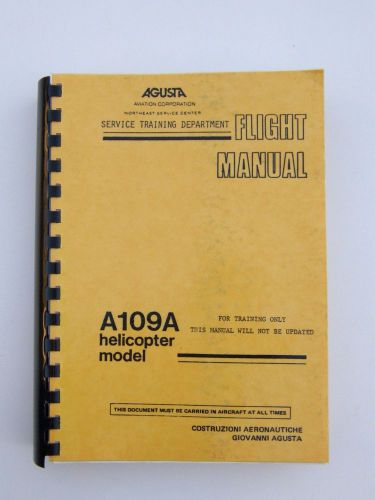 AGUSTA
AVIATION CORPORATION
NORTHEAST SERVICE CENTER
SERVICE TRAINING DEPARTMENT
FLIGHT
MANUAL
A109A
helicopter
model
FOR TRAINING ONLY
THIS MANUAL WILL NOT BE UPDATED
THIS DOCUMENT MUST BE CARRIED IN AIRCRAFT AT ALL TIMES
COSTRUZIONI AERONAUTICHE
GIOVANNI AGUSTA